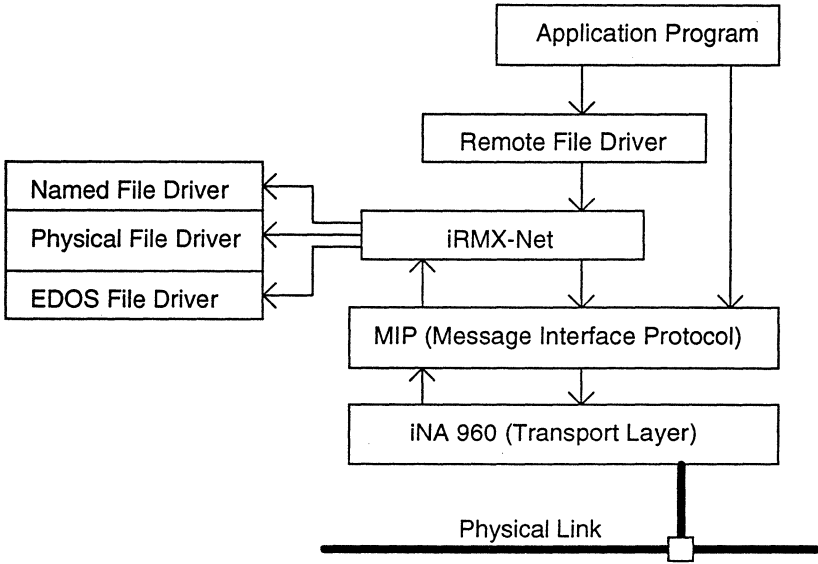 Application Program
Remote File Driver
Named File Driver
Physical File Driver
EDOS File Driver
iRMX-Net
MIP (Message Interface Protocol)
iNA 960 (Transport Layer)
Physical Link